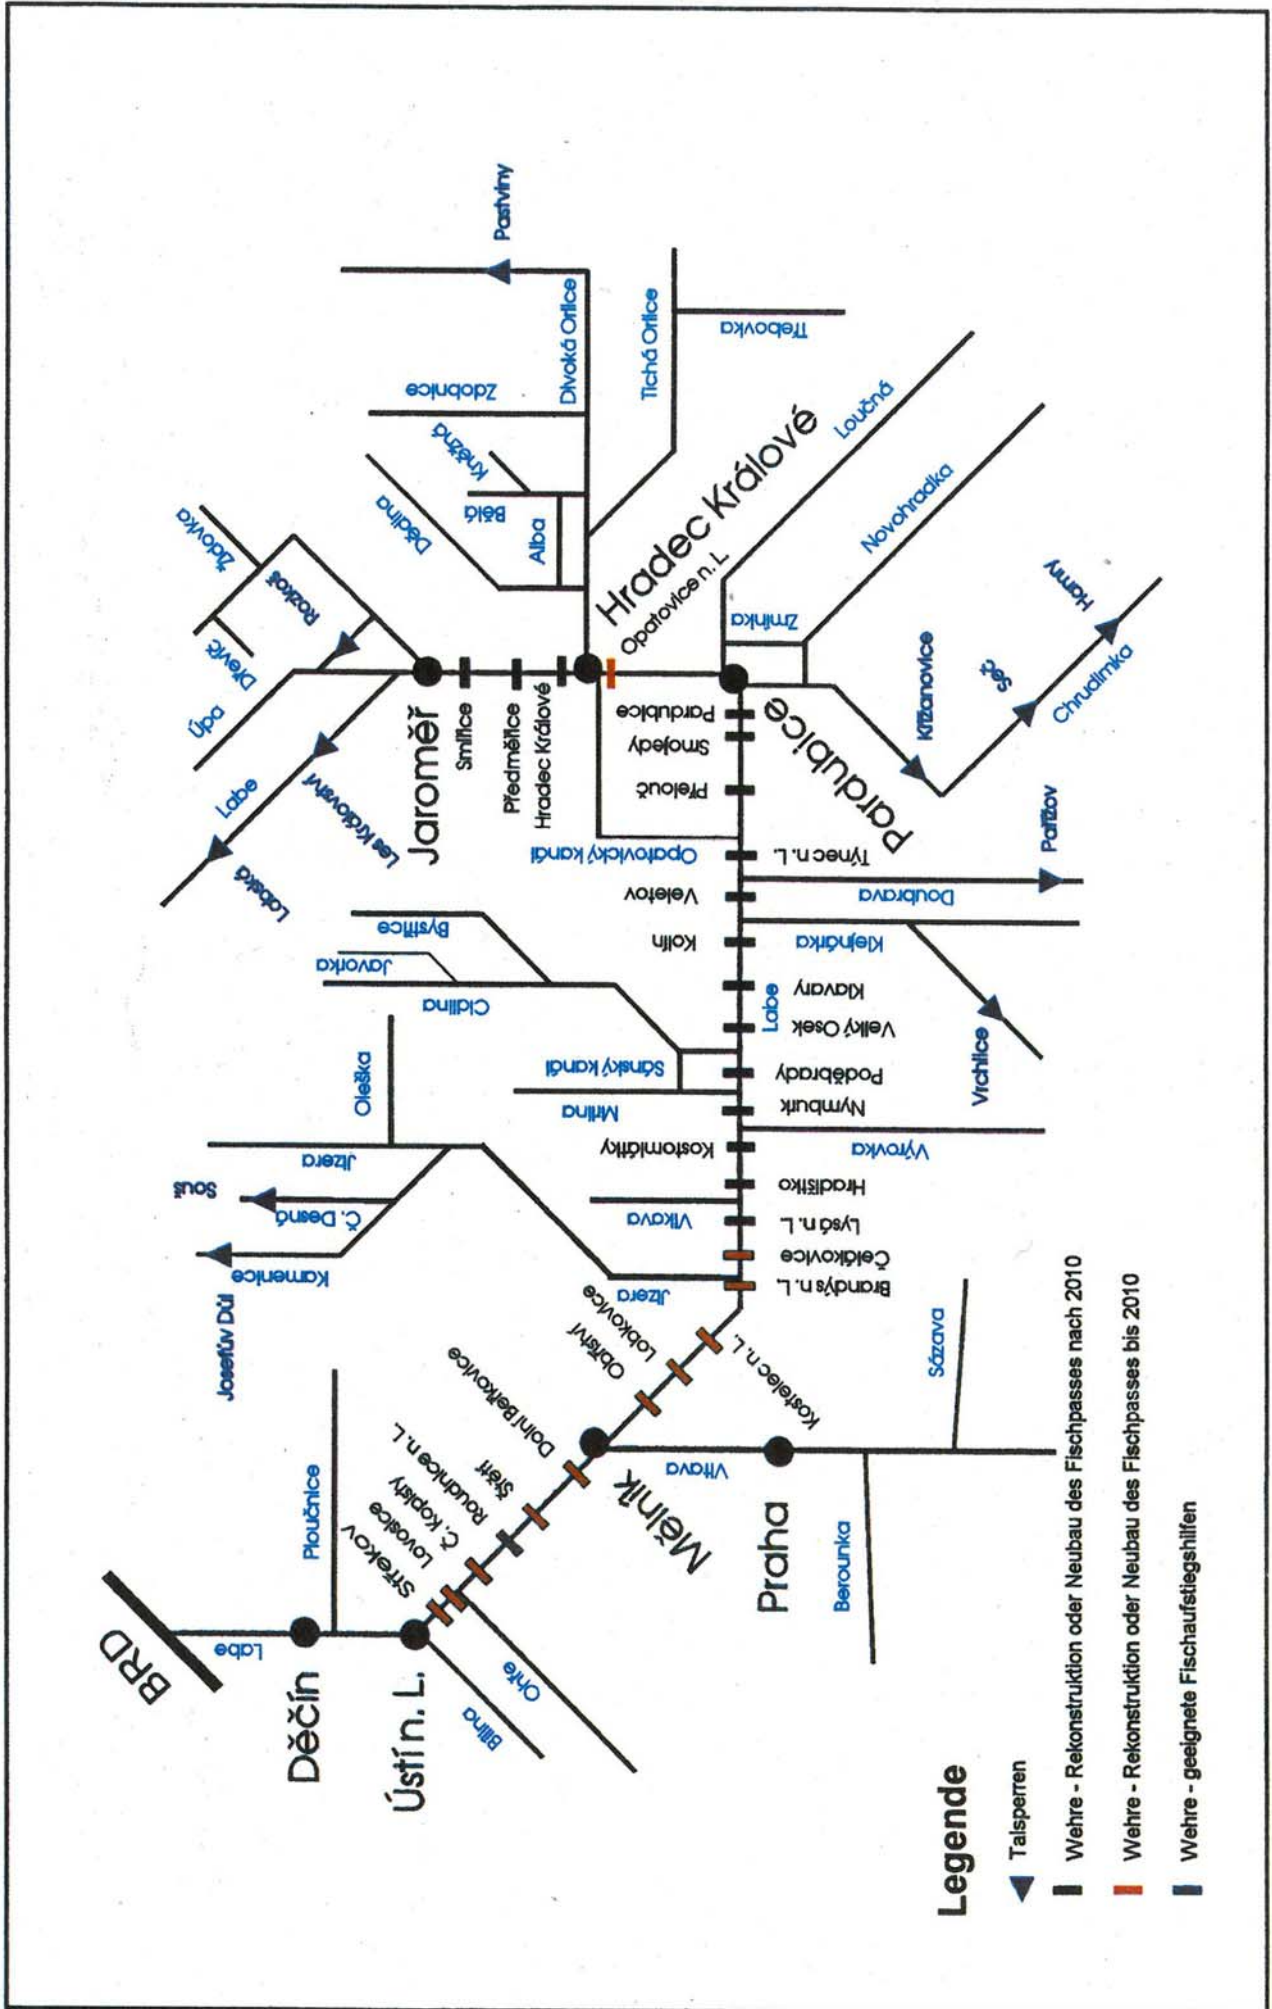 BRD
Labe
Děčín
Ploučnice
Ústí n. L.
Bílina
Ohře
Střekov
Lovosice
Č. Kopisty
Roudnice n. L.
Štětí
Dolní Beřkovice
Mělník
Vltava
Praha
Berounka
Sázava
Obříství
Lobkovice
Kostelec n. L.
Brandýs n. L.
Čelákovice
Lysá n. L.
Hradištko
Kostomlátky
Nymburk
Poděbrady
Velký Osek
Klavary
Kolín
Veletov
Týnec n. L.
Přelouč
Smojedy
Pardubice
Pardubice
Labe
Jizera
Josefův Důl
Kamenice
Č. Desná
Souš
Jizera
Oleška
Vlkava
Výrovka
Mrlina
Sánský kanál
Cidlina
Javorka
Bystřice
Klejnárka
Vrchlice
Doubrava
Pařížov
Opatovický kanál
Labská
Labe
Les Království
Úpa
Dřevíč
Židovka
Rozkoš
Jaroměř
Smiřice
Předměřice
Hradec Králové
Hradec Králové
Opatovice n. L.
Dědina
Alba
Bělá
Kněžná
Zdobnice
Divoká Orlice
Pastviny
Tichá Orlice
Třebovka
Loučná
Zmínka
Novohradka
Křižanovice
Seč
Hamry
Chrudimka
Legende
Talsperren
Wehre - Rekonstruktion oder Neubau des Fischpasses nach 2010
Wehre - Rekonstruktion oder Neubau des Fischpasses bis 2010
Wehre - geeignete Fischaufstiegshilfen